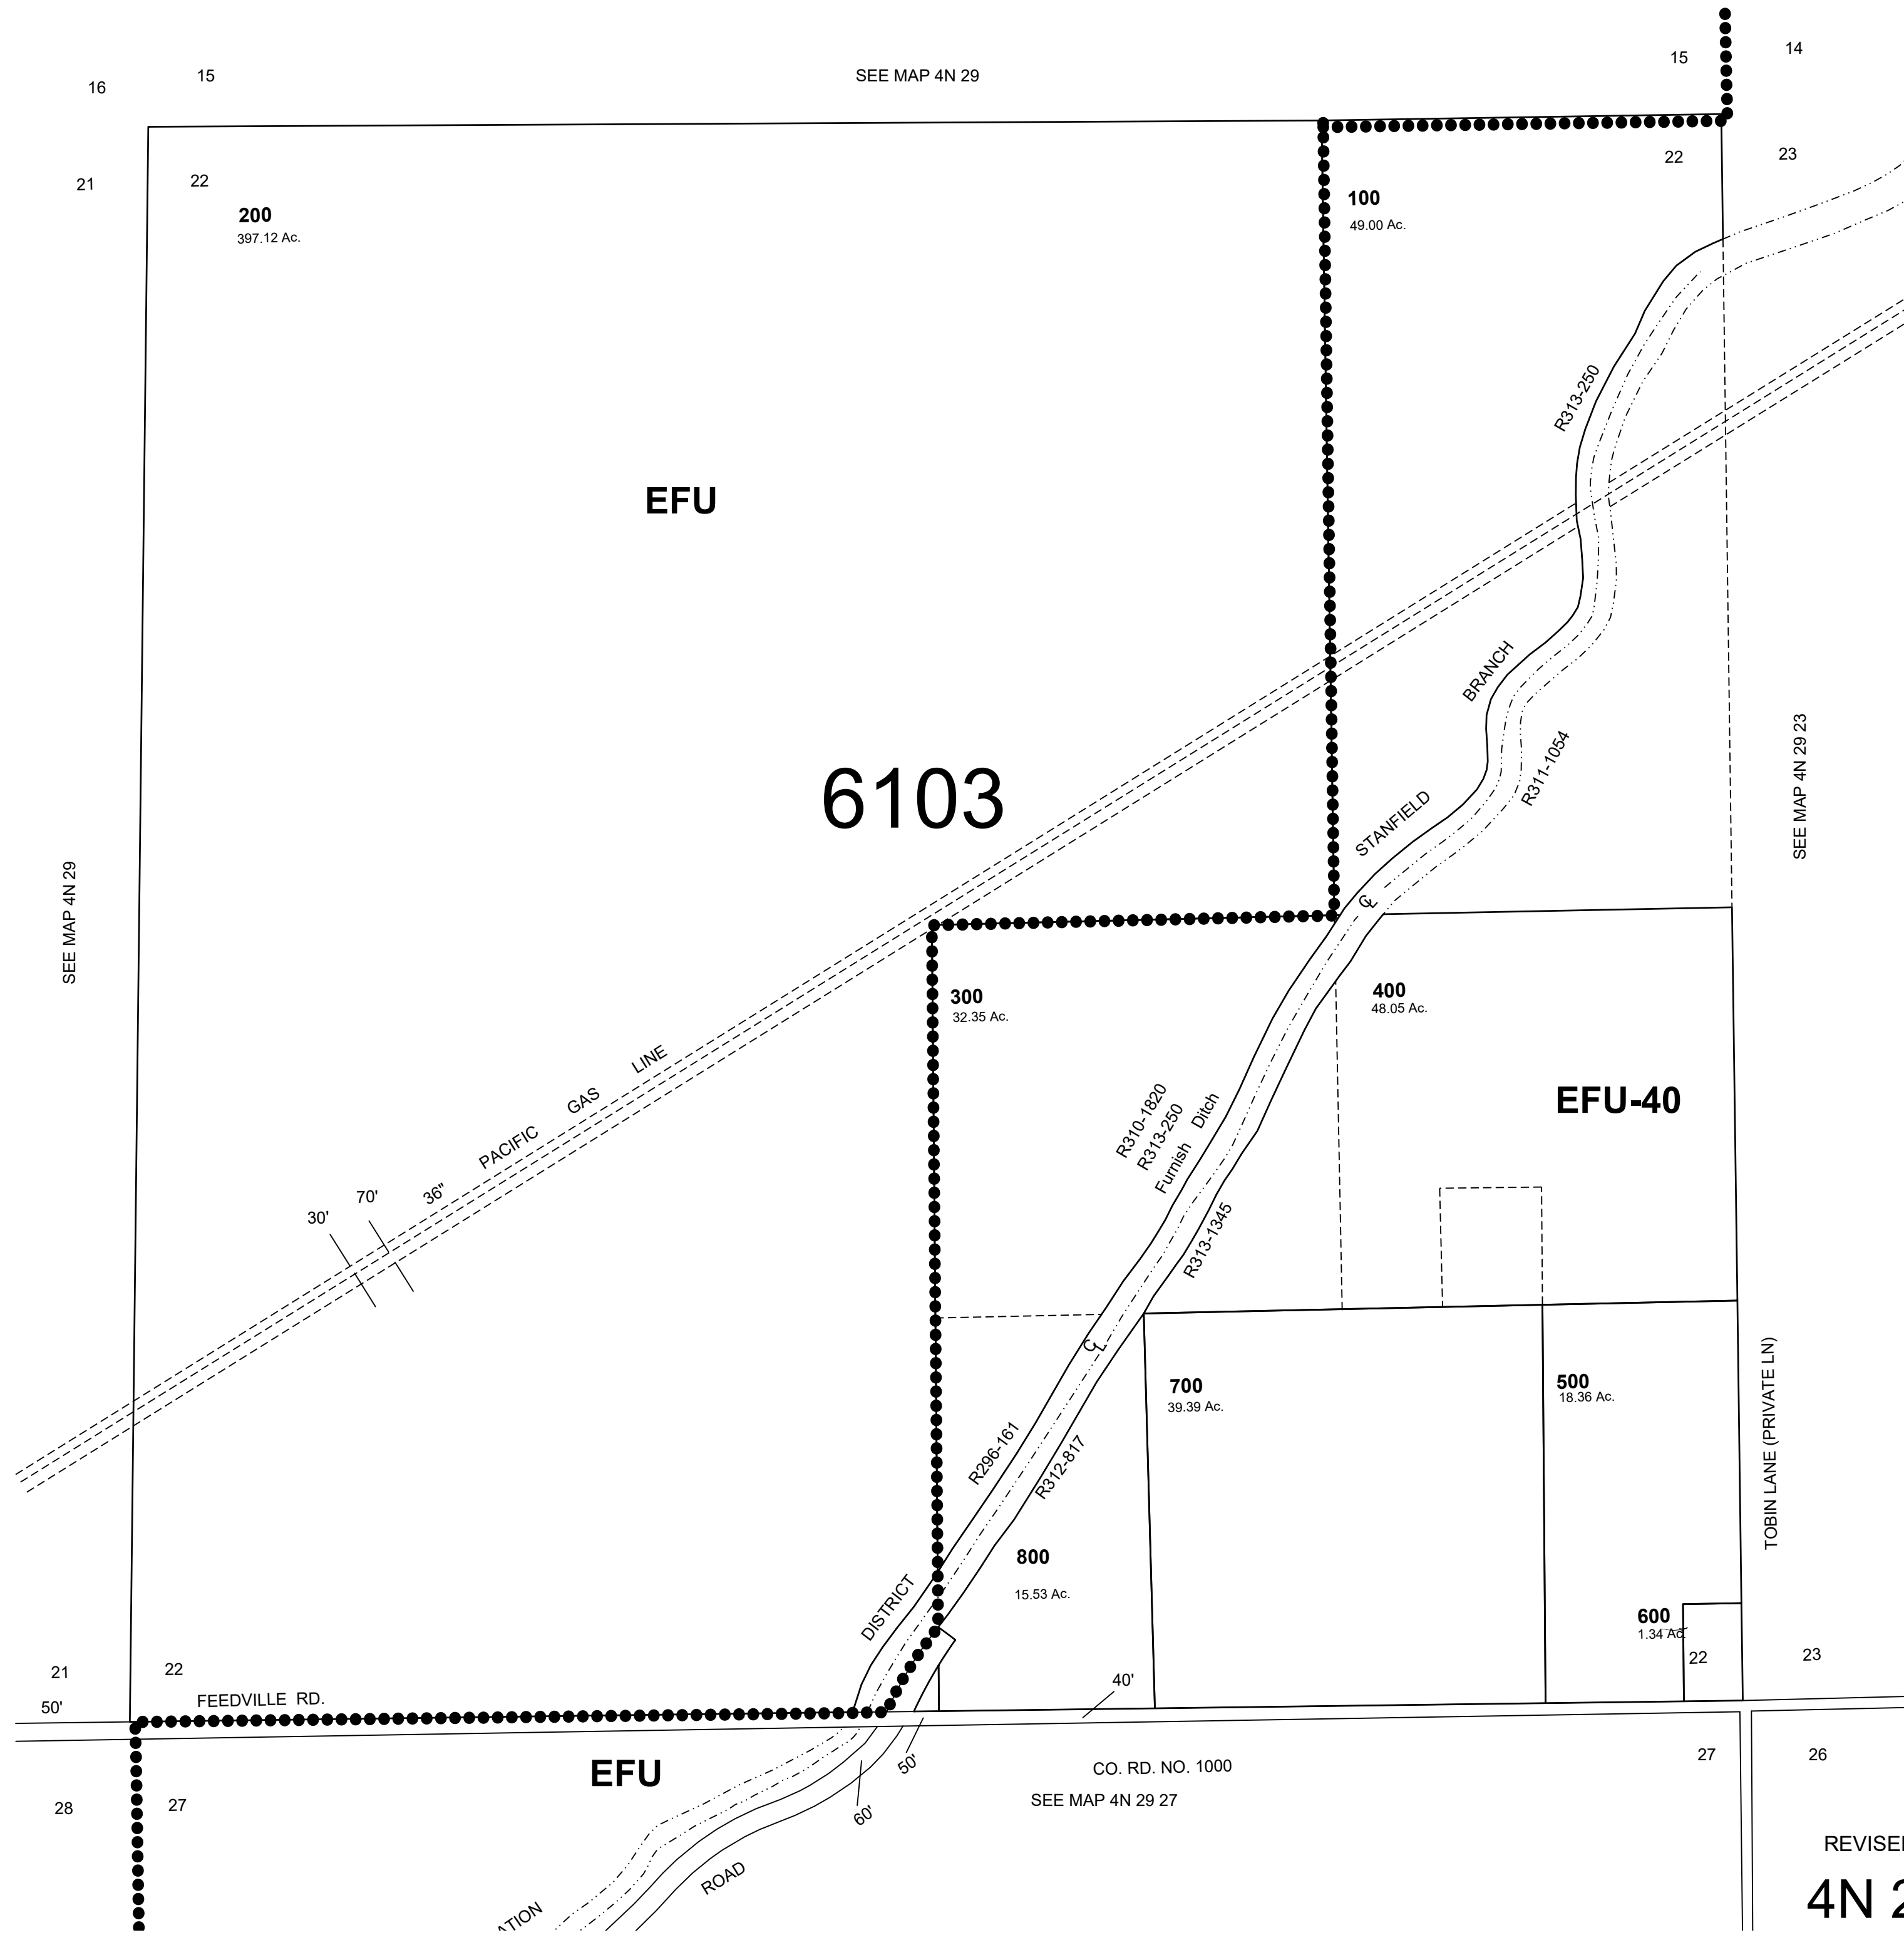 16
15
SEE MAP 4N 29
15
14
21
22
22
23
200
397.12 Ac.
100
49.00 Ac.
R313-250
EFU
BRANCH
R311-1054
STANFIELD
SEE MAP 4N 29 23
6103
SEE MAP 4N 29
C̵L
300
32.35 Ac.
400
48.05 Ac.
PACIFIC GAS LINE
36"
70'
30'
EFU-40
R310-1820
R313-250
Furnish Ditch
R313-1345
CL
700
39.39 Ac.
500
18.36 Ac.
TOBIN LANE (PRIVATE LN)
R296-161
R312-817
800
15.53 Ac.
DISTRICT
600
1.34 Ac.
21
22
22
23
50'
FEEDVILLE RD.
40'
EFU
50'
60'
CO. RD. NO. 1000
SEE MAP 4N 29 27
27
26
28
27
ROAD
ATION
REVISE
4N 2